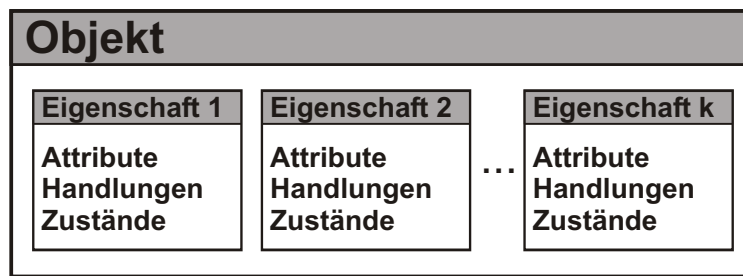 Objekt
Eigenschaft 1
Attribute
Handlungen
Zustände
Eigenschaft 2
Attribute
Handlungen
Zustände
...
Eigenschaft k
Attribute
Handlungen
Zustände